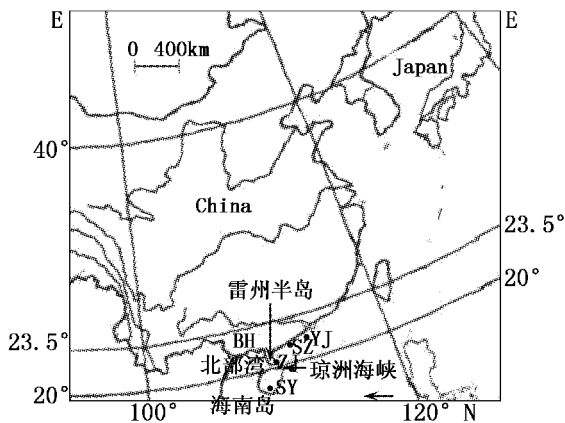 E E
0 400km
Japan
40°
China
23.5°
20°
雷州半岛
BH SZ YJ
23.5°
北部湾 ZJ 琼洲海峡
SY
20°
海南岛
100° 120° N